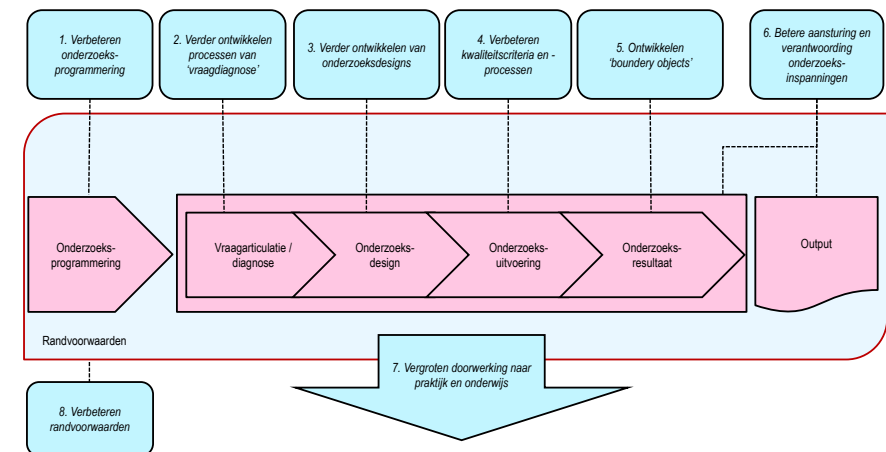 1. Verbeteren
onderzoeks-
programmering
2. Verder ontwikkelen
processen van
‘vraagdiagnose’
3. Verder ontwikkelen van
onderzoeksdesigns
4. Verbeteren
kwaliteitscriteria en -
processen
5. Ontwikkelen
‘boundery objects’
6. Betere aansturing en
verantwoording
onderzoeks-
inspanningen
Onderzoeks-
programmering
Vraagarticulatie /
diagnose
Onderzoeks-
design
Onderzoeks-
uitvoering
Onderzoeks-
resultaat
Output
Randvoorwaarden
7. Vergroten doorwerking naar
praktijk en onderwijs
8. Verbeteren
randvoorwaarden